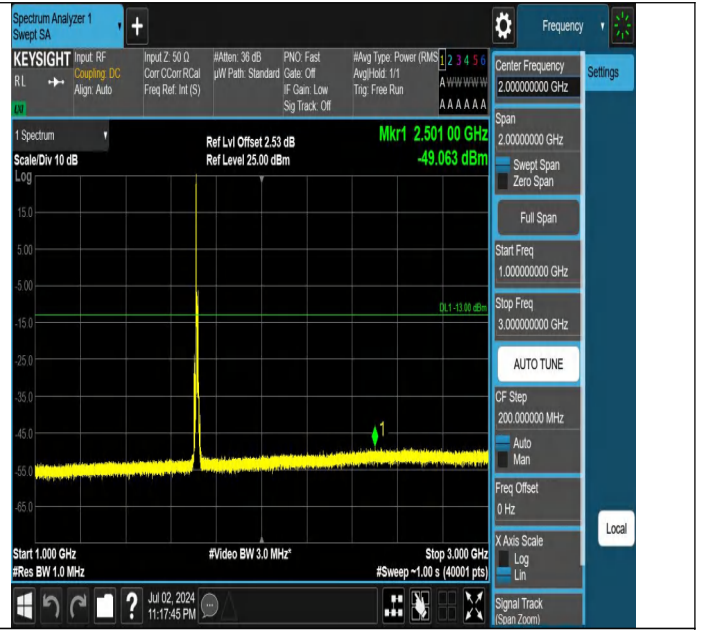 Spectrum Analyzer 1
Swept SA
Frequency
KEYSIGHT
RL
LXI
Input: RF
Coupling: DC
Align: Auto
Input Z: 50 Ω
Corr CCorr RCal
Freq Ref: Int (S)
#Atten: 36 dB
µW Path: Standard
PNO: Fast
Gate: Off
IF Gain: Low
Sig Track: Off
#Avg Type: Power (RMS
Avg|Hold: 1/1
Trig: Free Run
1 2 3 4 5 6
A W W W W W
A A A A A A
1 Spectrum
Scale/Div 10 dB
Log
Ref Lvl Offset 2.53 dB
Ref Level 25.00 dBm
Mkr1 2.501 00 GHz
-49.063 dBm
15.0
5.00
-5.00
DL1 -13.00 dBm
-15.0
-25.0
-35.0
1
-45.0
-55.0
-65.0
Start 1.000 GHz
#Res BW 1.0 MHz
#Video BW 3.0 MHz*
Stop 3.000 GHz
#Sweep ~1.00 s (40001 pts)
Jul 02, 2024
11:17:45 PM
Center Frequency
2.000000000 GHz
Settings
Span
2.00000000 GHz
Swept Span
Zero Span
Full Span
Start Freq
1.000000000 GHz
Stop Freq
3.000000000 GHz
AUTO TUNE
CF Step
200.000000 MHz
Auto
Man
Freq Offset
0 Hz
X Axis Scale
Log
Lin
Local
Signal Track
(Span Zoom)